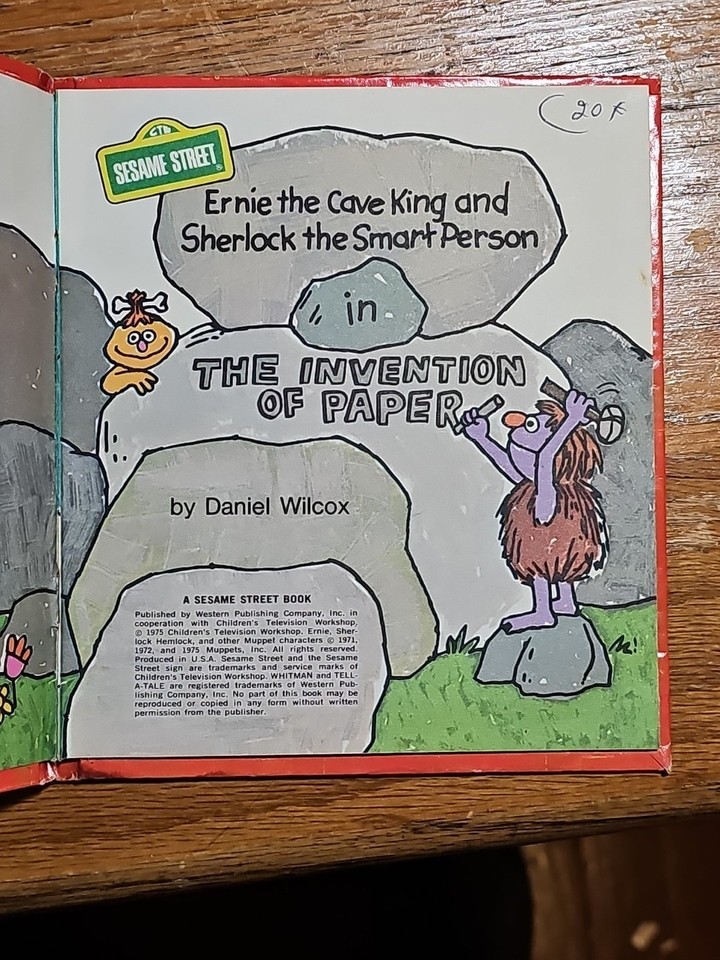 C20¢
CTW
SESAME STREET®
Ernie the Cave King and
Sherlock the Smart Person
in
THE INVENTION
OF PAPER
by Daniel Wilcox
A SESAME STREET BOOK
Published by Western Publishing Company, Inc. in
cooperation with Children's Television Workshop,
© 1975 Children's Television Workshop. Ernie, Sher-
lock Hemlock, and other Muppet characters © 1971,
1972, and 1975 Muppets, Inc. All rights reserved.
Produced in U.S.A. Sesame Street and the Sesame
Street sign are trademarks and service marks of
Children's Television Workshop. WHITMAN and TELL-
A-TALE are registered trademarks of Western Pub-
lishing Company, Inc. No part of this book may be
reproduced or copied in any form without written
permission from the publisher.